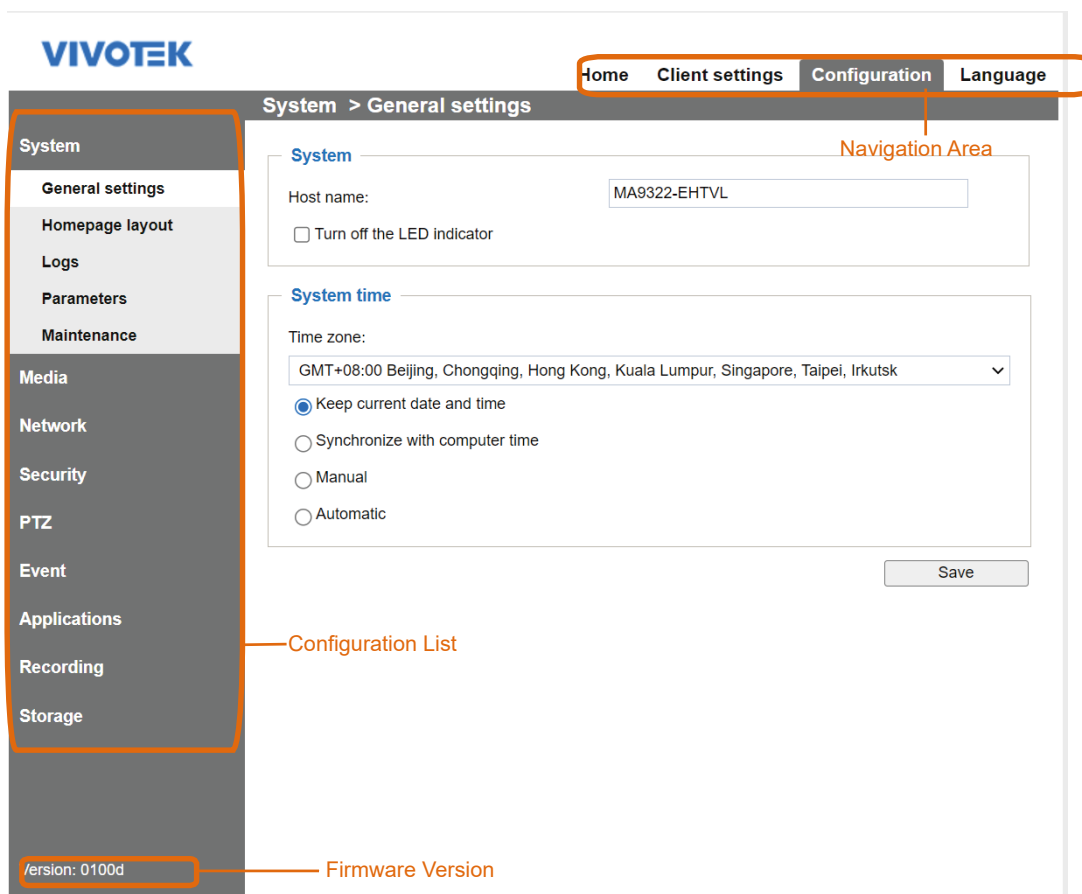 VIVOTEK
Home Client settings Configuration Language
System > General settings
Navigation Area
System
General settings
Homepage layout
Logs
Parameters
Maintenance
Media
Network
Security
PTZ
Event
Applications
Recording
Storage
Configuration List
Version: 0100d
Firmware Version
System
Host name: MA9322-EHTVL
Turn off the LED indicator
System time
Time zone:
GMT+08:00 Beijing, Chongqing, Hong Kong, Kuala Lumpur, Singapore, Taipei, Irkutsk
Keep current date and time
Synchronize with computer time
Manual
Automatic
Save